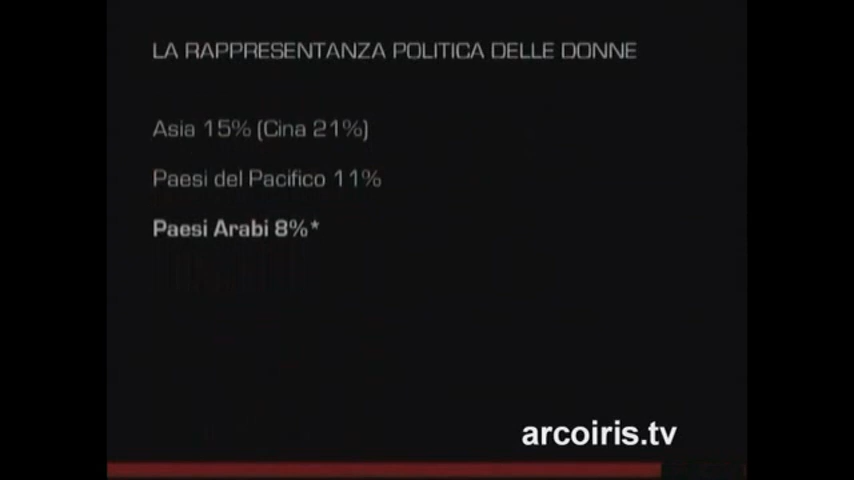 LA RAPPRESENTANZA POLITICA DELLE DONNE
Asia 15% (Cina 21%)
Paesi del Pacifico 11%
Paesi Arabi 8%*
arcoiris.tv